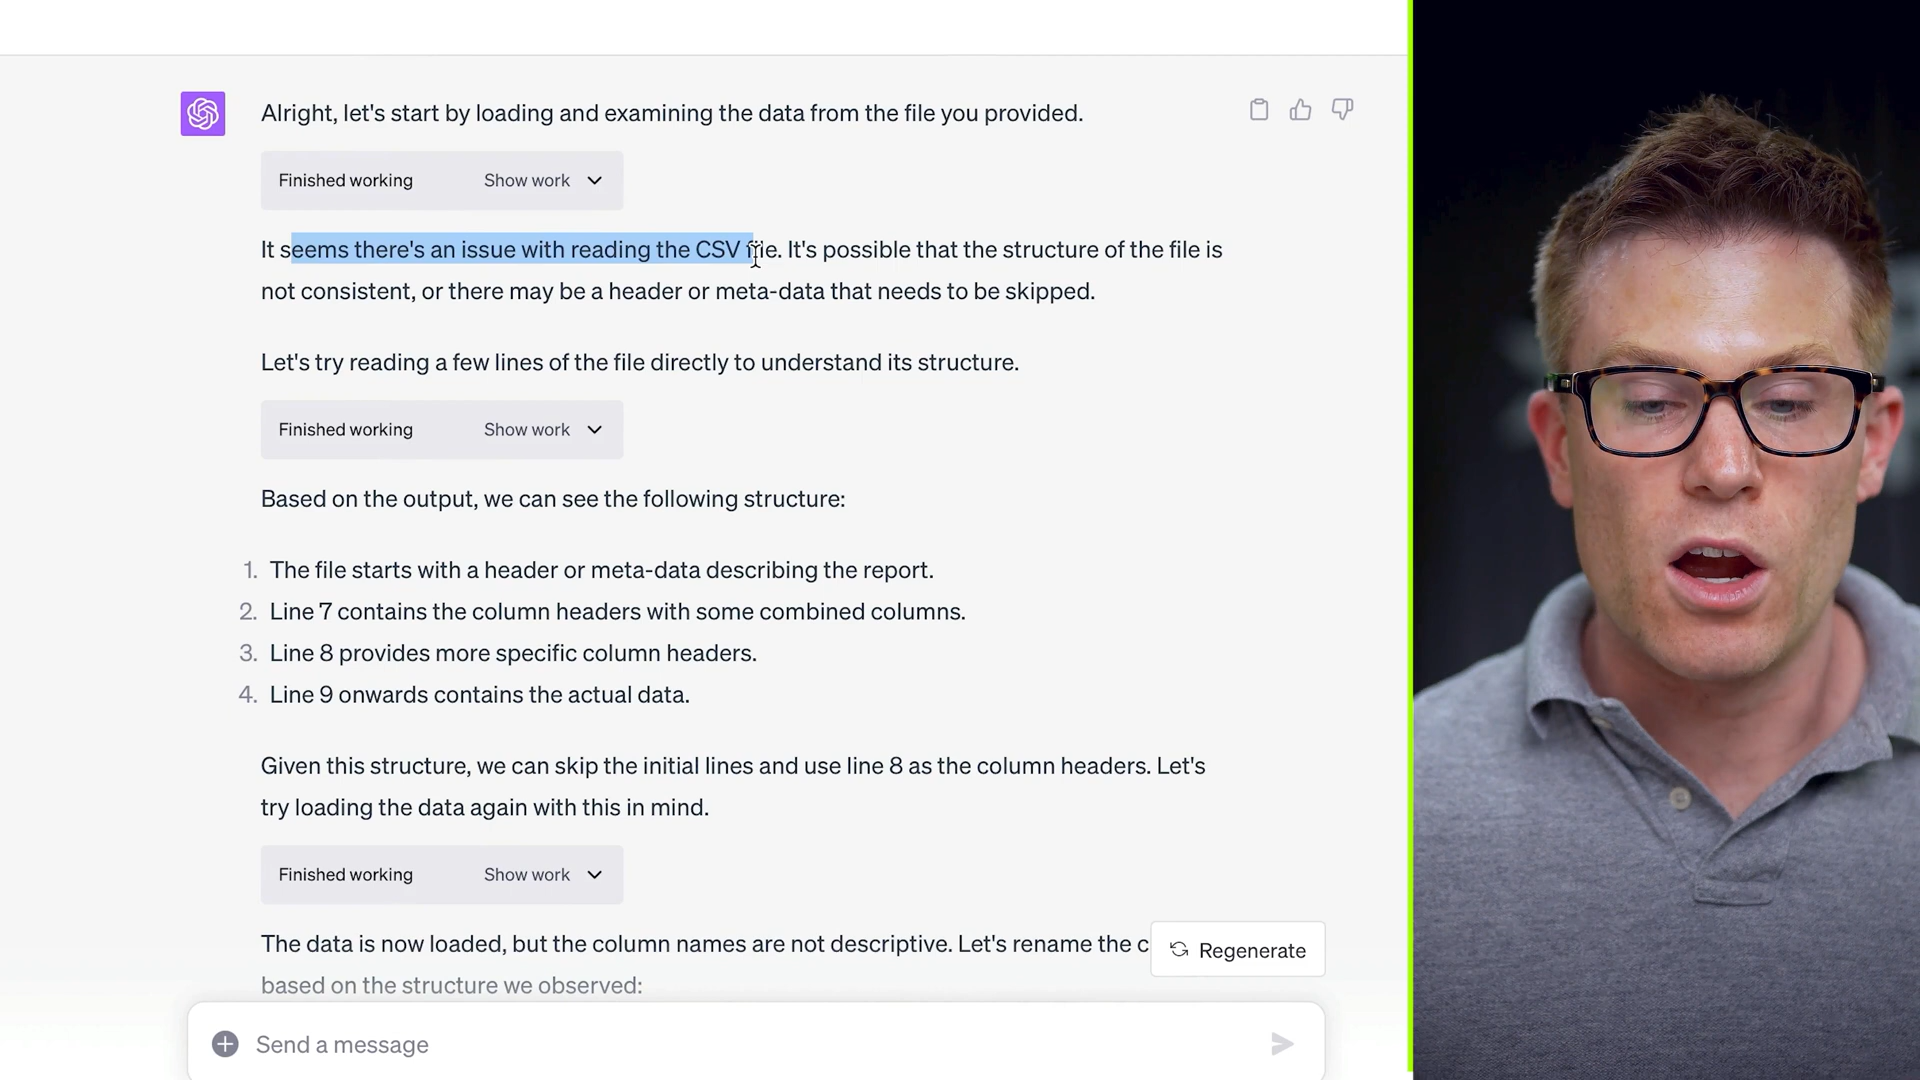 Alright, let's start by loading and examining the data from the file you provided.
Finished working Show work
It seems there's an issue with reading the CSV file. It's possible that the structure of the file is
not consistent, or there may be a header or meta-data that needs to be skipped.
Let's try reading a few lines of the file directly to understand its structure.
Finished working Show work
Based on the output, we can see the following structure:
1. The file starts with a header or meta-data describing the report.
2. Line 7 contains the column headers with some combined columns.
3. Line 8 provides more specific column headers.
4. Line 9 onwards contains the actual data.
Given this structure, we can skip the initial lines and use line 8 as the column headers. Let's
try loading the data again with this in mind.
Finished working Show work
The data is now loaded, but the column names are not descriptive. Let's rename the c
Regenerate
based on the structure we observed:
Send a message